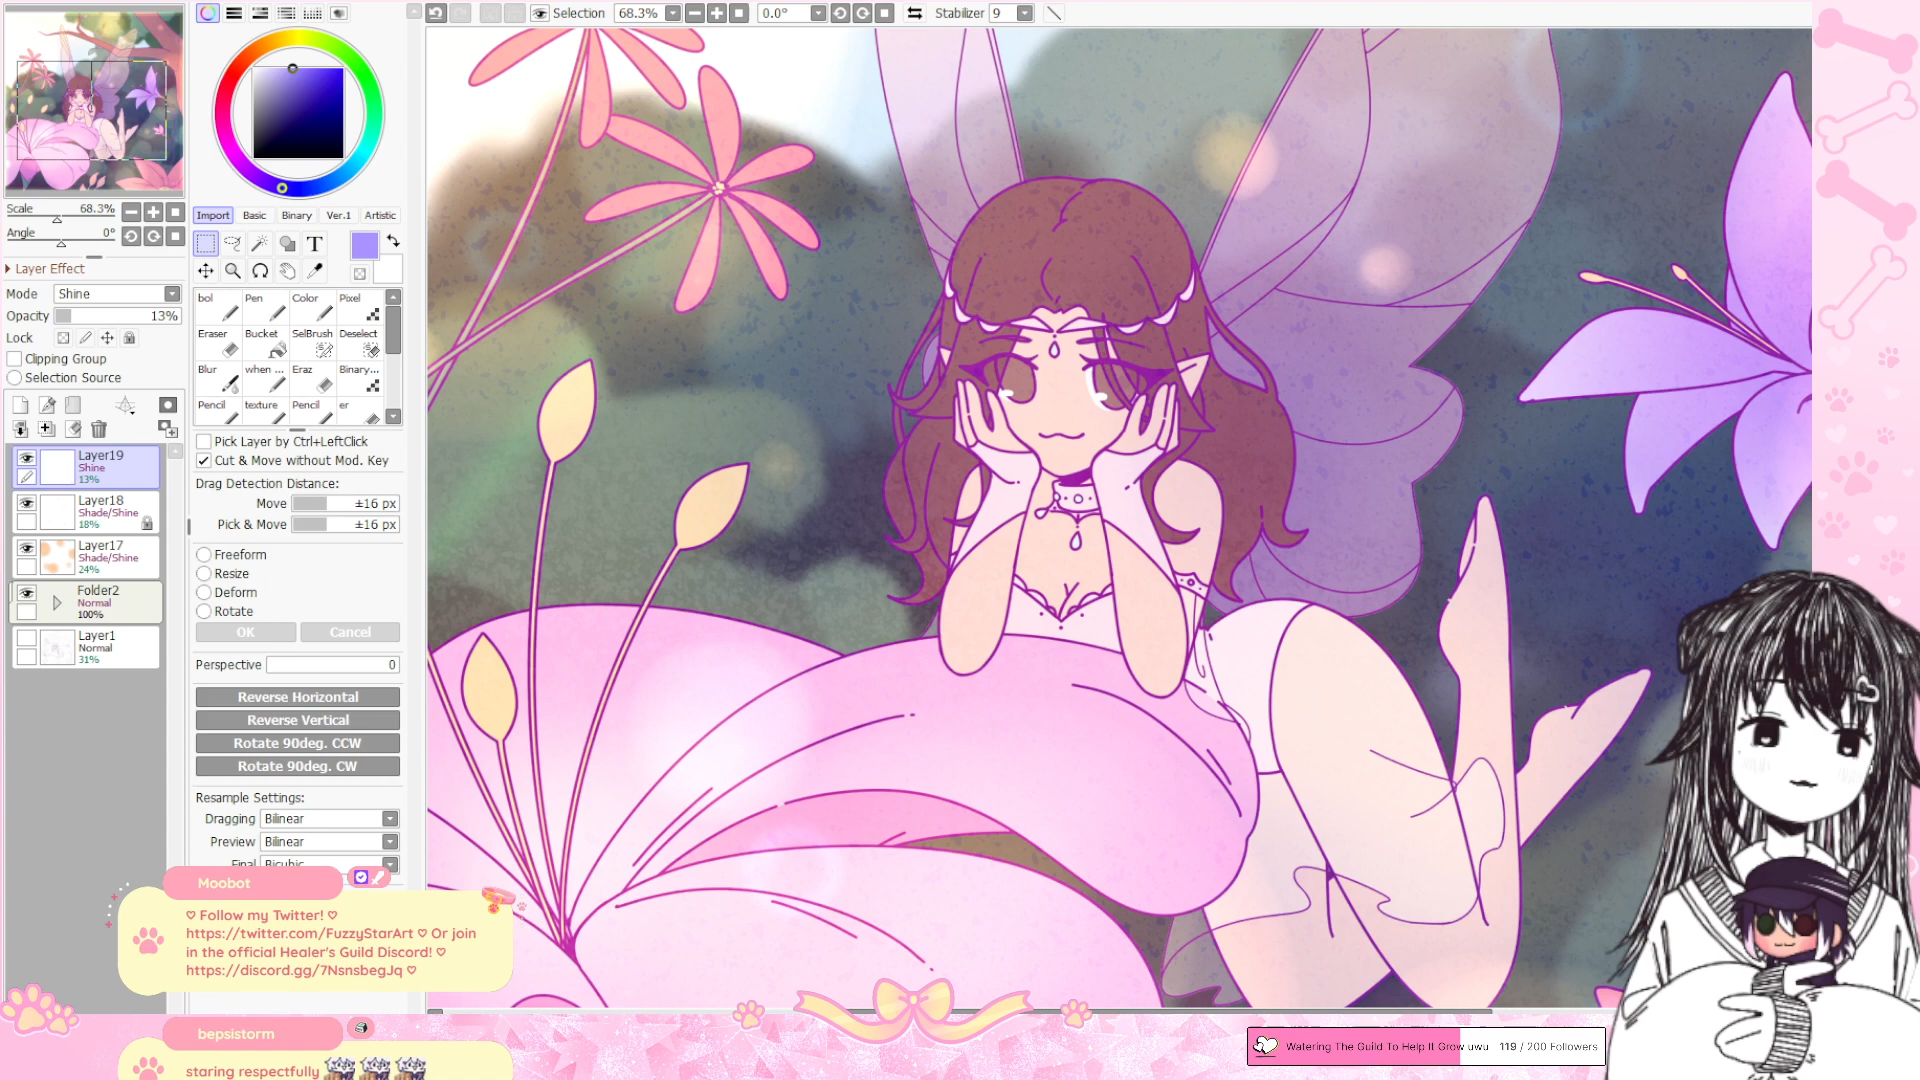 Selection
68.3%
0.0°
Stabilizer 9
Scale 68.3%
Angle 0°
Layer Effect
Mode Shine
Opacity 13%
Lock
Clipping Group
Selection Source
Layer19
Shine
13%
Layer18
Shade/Shine
18%
Layer17
Shade/Shine
24%
Folder2
Normal
100%
Layer1
Normal
31%
Import Basic Binary Ver.1 Artistic
T
bol Pen Color Pixel
Eraser Bucket SelBrush Deselect
Blur when ... Eraz Binary...
Pencil texture Pencil er
Pick Layer by Ctrl+LeftClick
Cut & Move without Mod. Key
Drag Detection Distance:
Move ±16 px
Pick & Move ±16 px
Freeform
Resize
Deform
Rotate
OK Cancel
Perspective 0
Reverse Horizontal
Reverse Vertical
Rotate 90deg. CCW
Rotate 90deg. CW
Resample Settings:
Dragging Bilinear
Preview Bilinear
Final Bicubic
Moobot
♡ Follow my Twitter! ♡
https://twitter.com/FuzzyStarArt ♡ Or join
in the official Healer's Guild Discord! ♡
https://discord.gg/7NsnsbegJq ♡
bepsistorm
staring respectfully
Watering The Guild To Help It Grow uwu 119 / 200 Followers